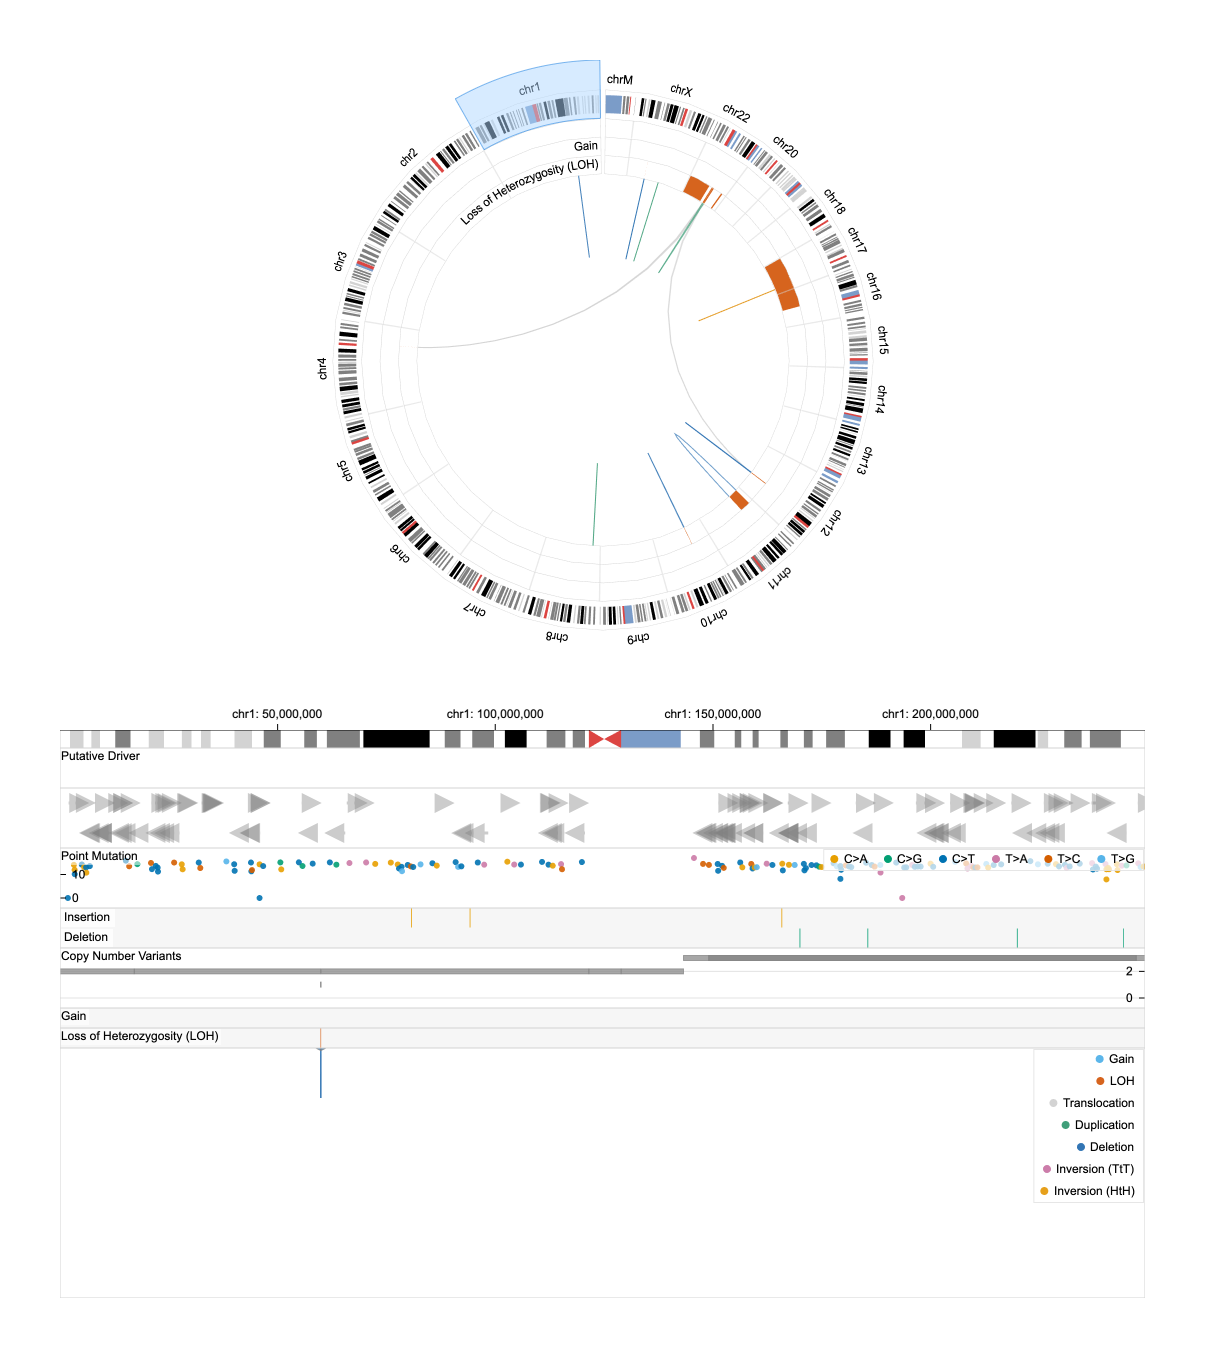 chrM
chrX
chr22
chr20
chr18
chr17
chr16
chr15
chr14
chr13
chr12
chr11
chr10
chr9
chr8
chr7
chr6
chr5
chr4
chr3
chr2
chr1
Gain
Loss of Heterozygosity (LOH)
chr1: 50,000,000 chr1: 100,000,000 chr1: 150,000,000 chr1: 200,000,000
Putative Driver
Point Mutation
C>A C>G C>T T>A T>C T>G
10
0
Insertion
Deletion
Copy Number Variants
2
0
Gain
Loss of Heterozygosity (LOH)
Gain
LOH
Translocation
Duplication
Deletion
Inversion (TtT)
Inversion (HtH)